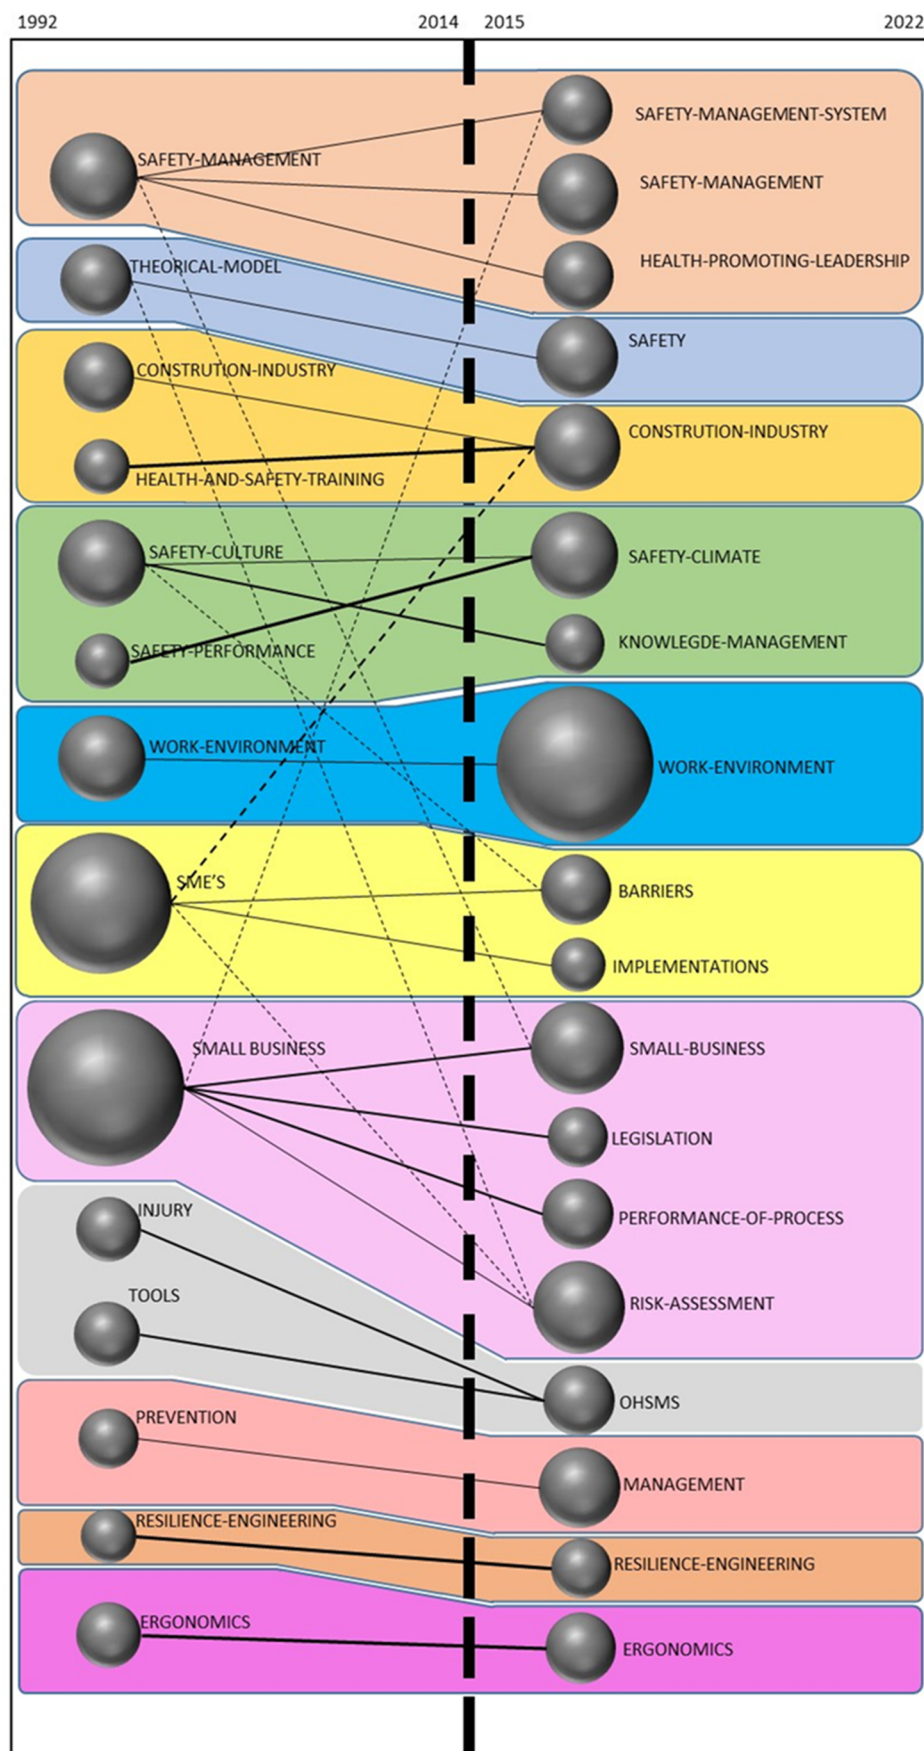 1992
2014
2015
2022
SAFETY-MANAGEMENT
THEORICAL-MODEL
CONSTRUTION-INDUSTRY
HEALTH-AND-SAFETY-TRAINING
SAFETY-CULTURE
SAFETY-PERFORMANCE
WORK-ENVIRONMENT
SME'S
SMALL BUSINESS
INJURY
TOOLS
PREVENTION
RESILIENCE-ENGINEERING
ERGONOMICS
SAFETY-MANAGEMENT-SYSTEM
SAFETY-MANAGEMENT
HEALTH-PROMOTING-LEADERSHIP
SAFETY
CONSTRUTION-INDUSTRY
SAFETY-CLIMATE
KNOWLEGDE-MANAGEMENT
WORK-ENVIRONMENT
BARRIERS
IMPLEMENTATIONS
SMALL-BUSINESS
LEGISLATION
PERFORMANCE-OF-PROCESS
RISK-ASSESSMENT
OHSMS
MANAGEMENT
RESILIENCE-ENGINEERING
ERGONOMICS